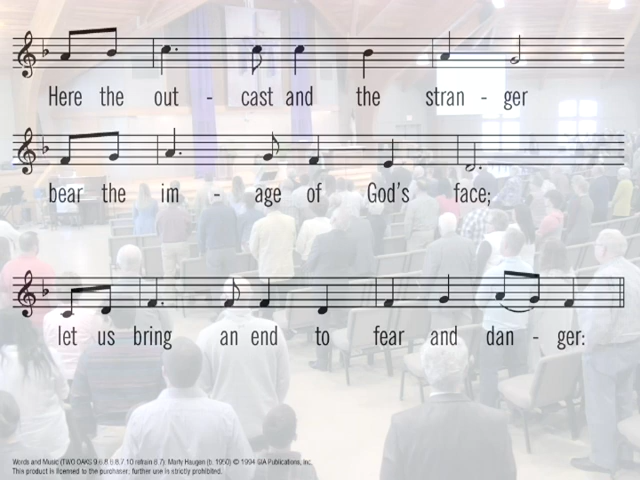 Here the out - cast and the stran - ger
bear the im - age of God's face;
let us bring an end to fear and dan - ger:
Words and Music (TWO OAKS 9.6.8.6.8.7.10 refrain 8.7): Marty Haugen (b. 1950) © 1994 GIA Publications, Inc.
This product is licensed to the purchaser; further use is strictly prohibited.